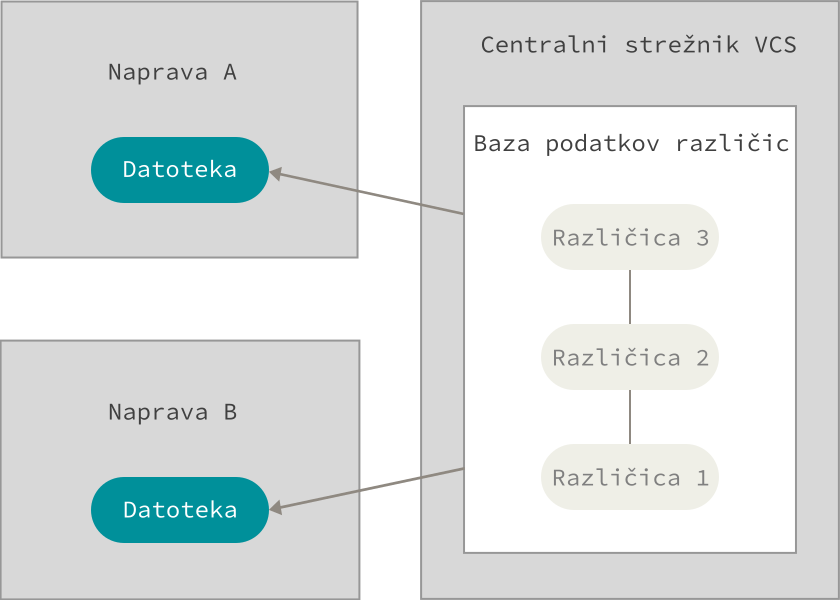 Naprava A
Datoteka
Naprava B
Datoteka
Centralni strežnik VCS
Baza podatkov različic
Različica 3
Različica 2
Različica 1